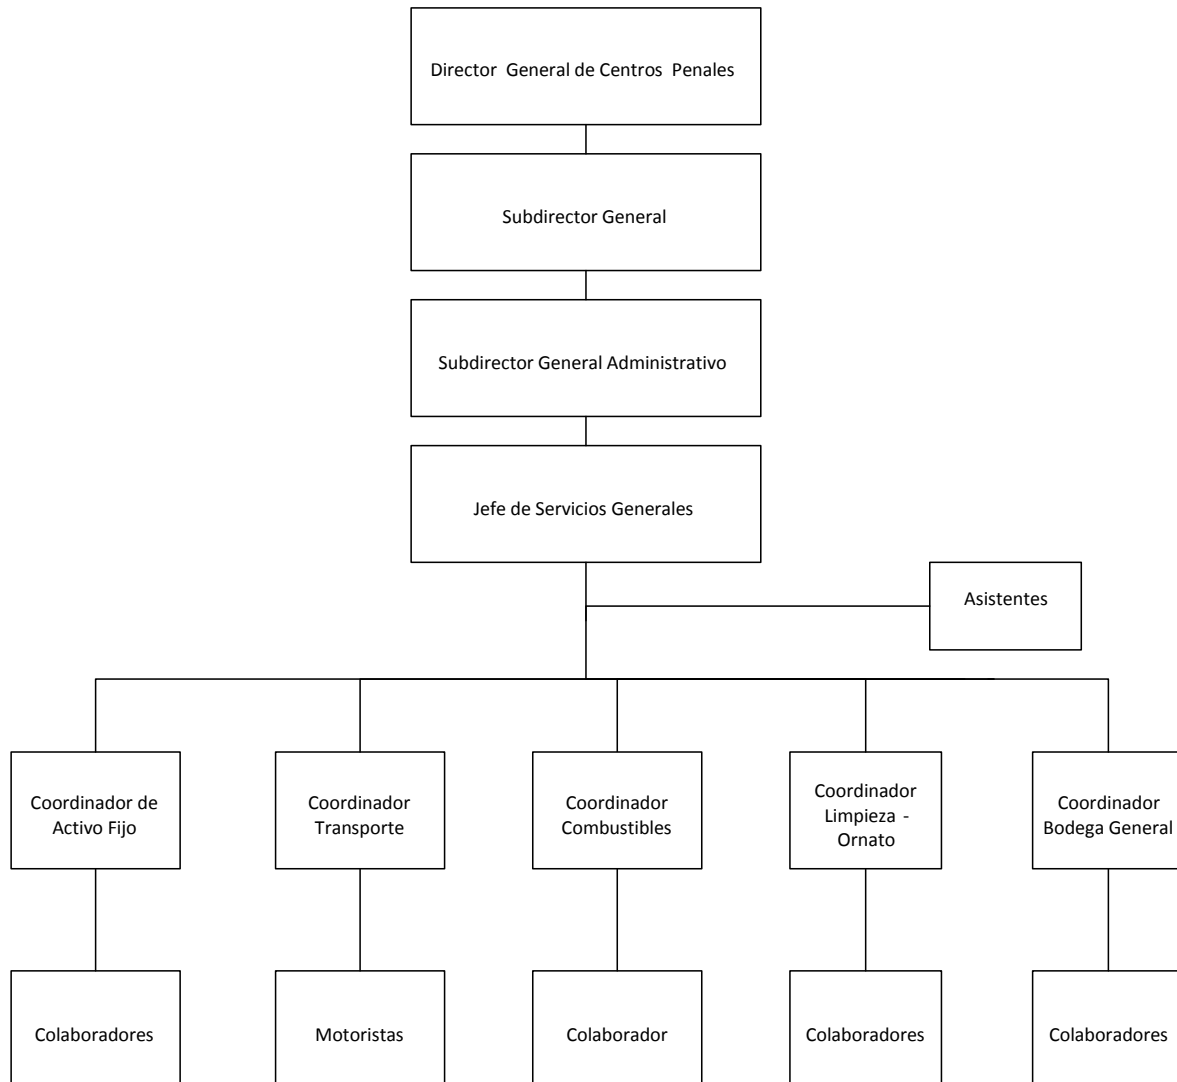 Director General de Centros Penales
Subdirector General
Subdirector General Administrativo
Jefe de Servicios Generales
Asistentes
Coordinador de
Activo Fijo
Coordinador
Transporte
Coordinador
Combustibles
Coordinador
Limpieza -
Ornato
Coordinador
Bodega General
Colaboradores
Motoristas
Colaborador
Colaboradores
Colaboradores